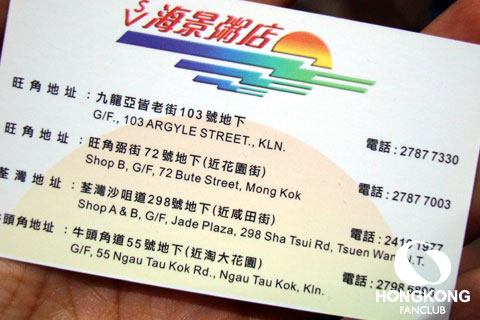 SV 海景粥店
旺角地址：九龍亞皆老街103號地下
G/F., 103 ARGYLE STREET., KLN. 電話：2787 7330
旺角地址：旺角弼街72號地下(近花園街)
Shop B, G/F, 72 Bute Street, Mong Kok 電話：2787 7003
荃灣地址：荃灣沙咀道298號地下(近咸田街)
Shop A & B, G/F, Jade Plaza, 298 Sha Tsui Rd, Tsuen Wan, N.T. 電話：2419 1977
牛頭角地址：牛頭角道55號地下(近淘大花園)
G/F, 55 Ngau Tau Kok Rd., Ngau Tau Kok, Kln. 電話：2798
HONGKONG
FANCLUB